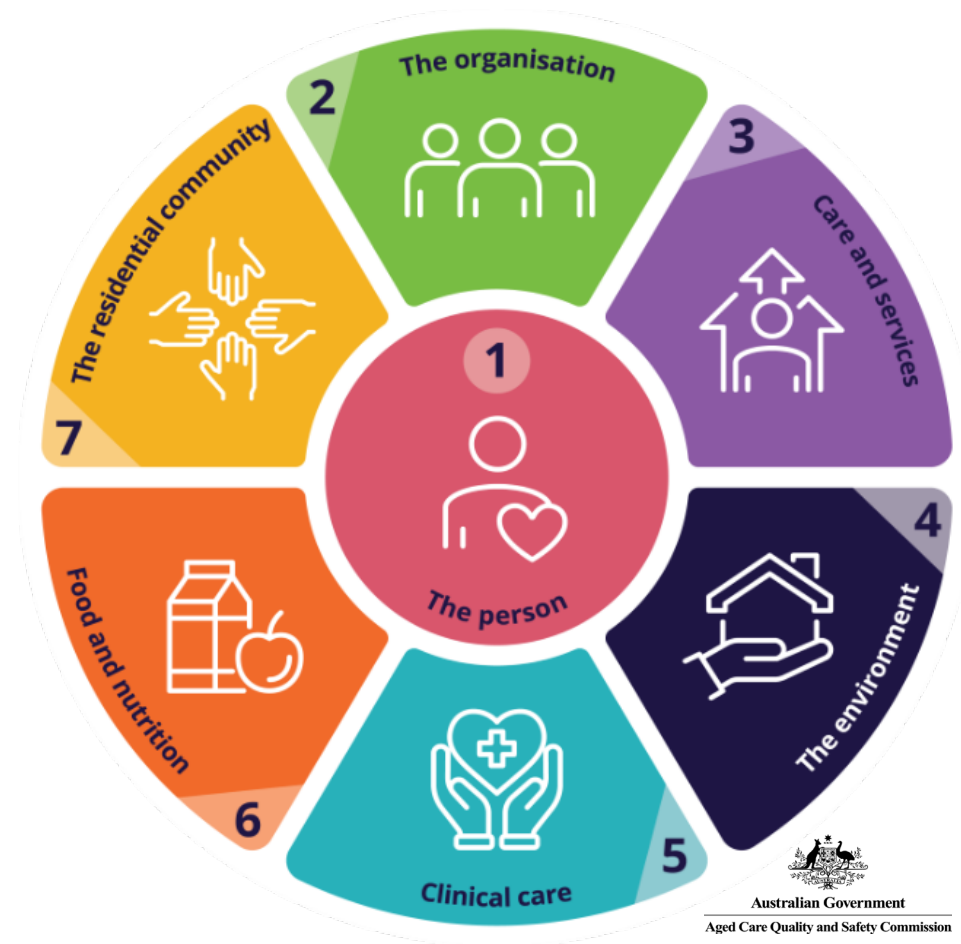 1
The person
2
The organisation
3
Care and services
4
The environment
5
Clinical care
6
Food and nutrition
7
The residential community
Australian Government
Aged Care Quality and Safety Commission